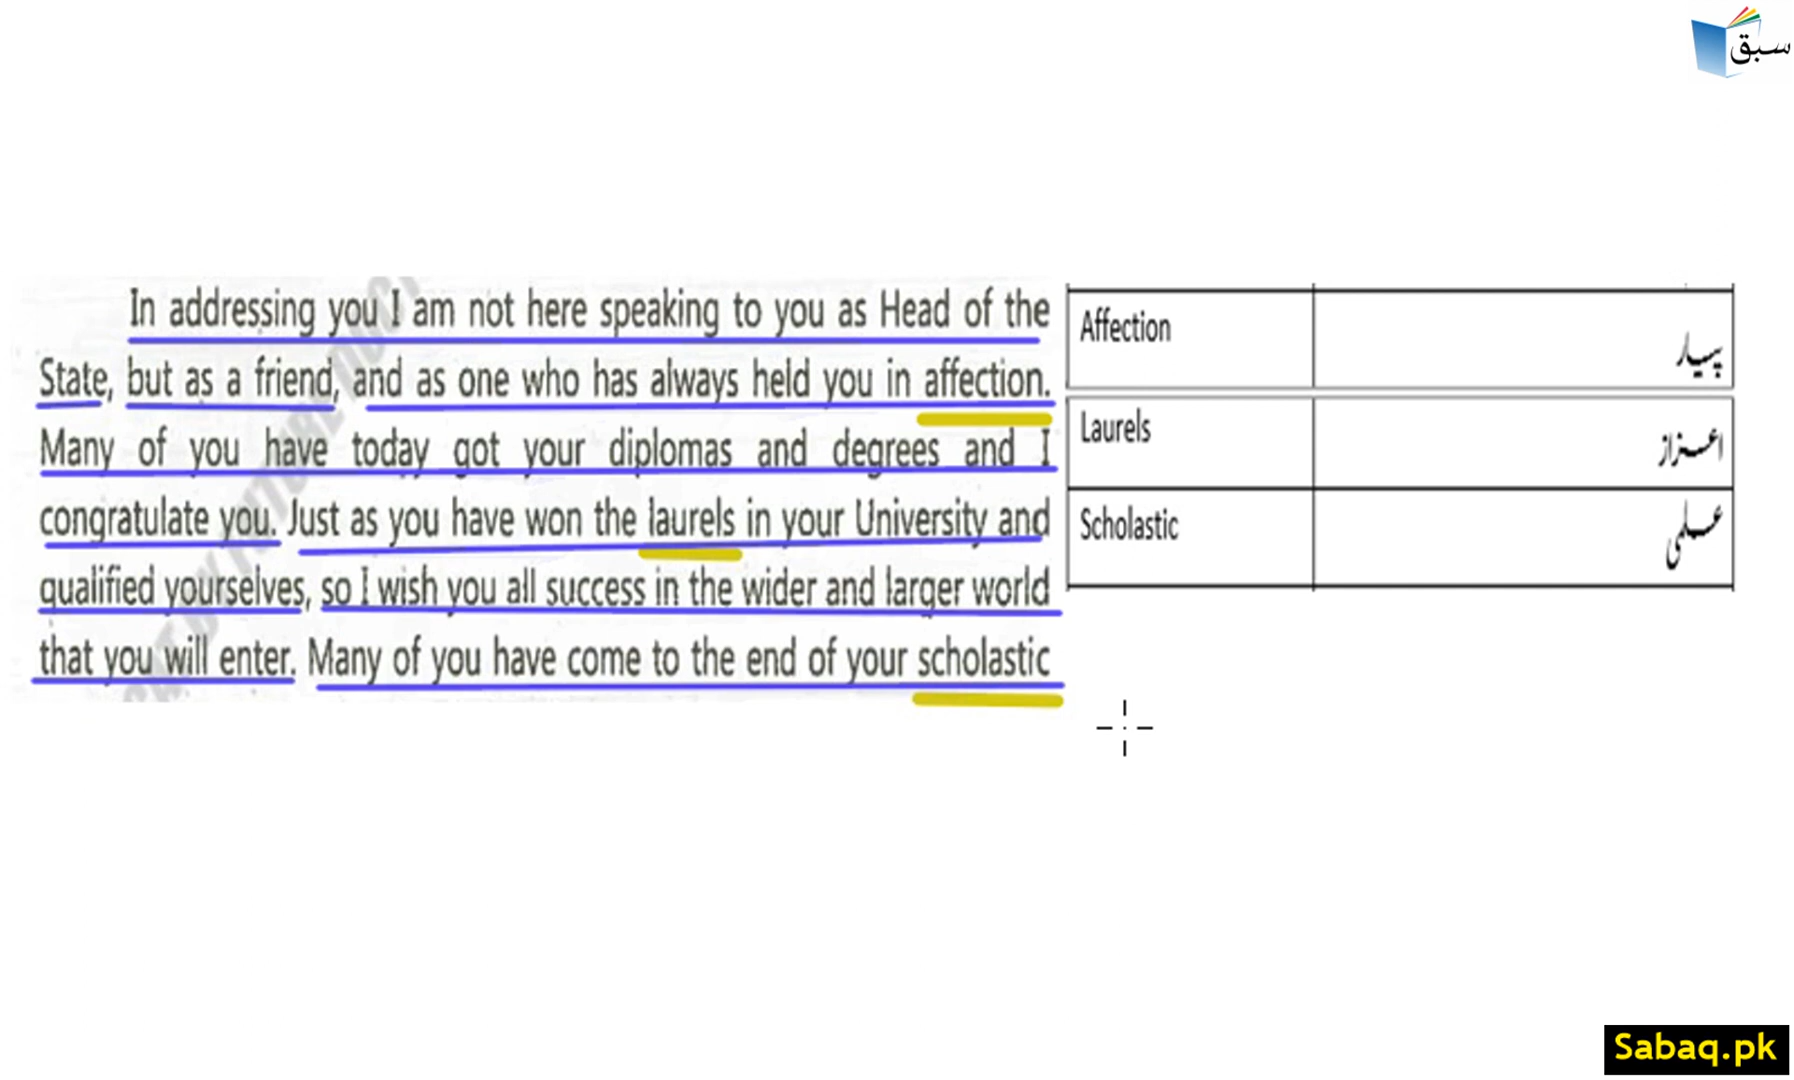 سبق
In addressing you I am not here speaking to you as Head of the
State, but as a friend, and as one who has always held you in affection.
Many of you have today got your diplomas and degrees and I
congratulate you. Just as you have won the laurels in your University and
qualified yourselves, so I wish you all success in the wider and larger world
that you will enter. Many of you have come to the end of your scholastic
Affection پیار
Laurels اعزاز
Scholastic علمی
Sabaq.pk